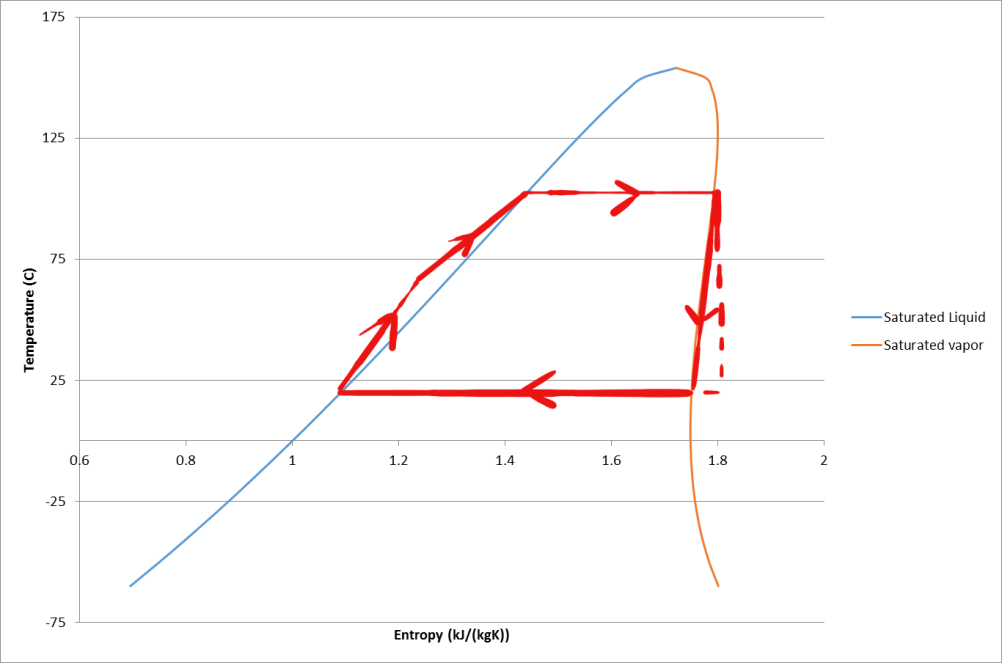 175
125
75
25
-25
-75
0.6 0.8 1 1.2 1.4 1.6 1.8 2
Temperature (C)
Entropy (kJ/(kgK))
Saturated Liquid
Saturated vapor